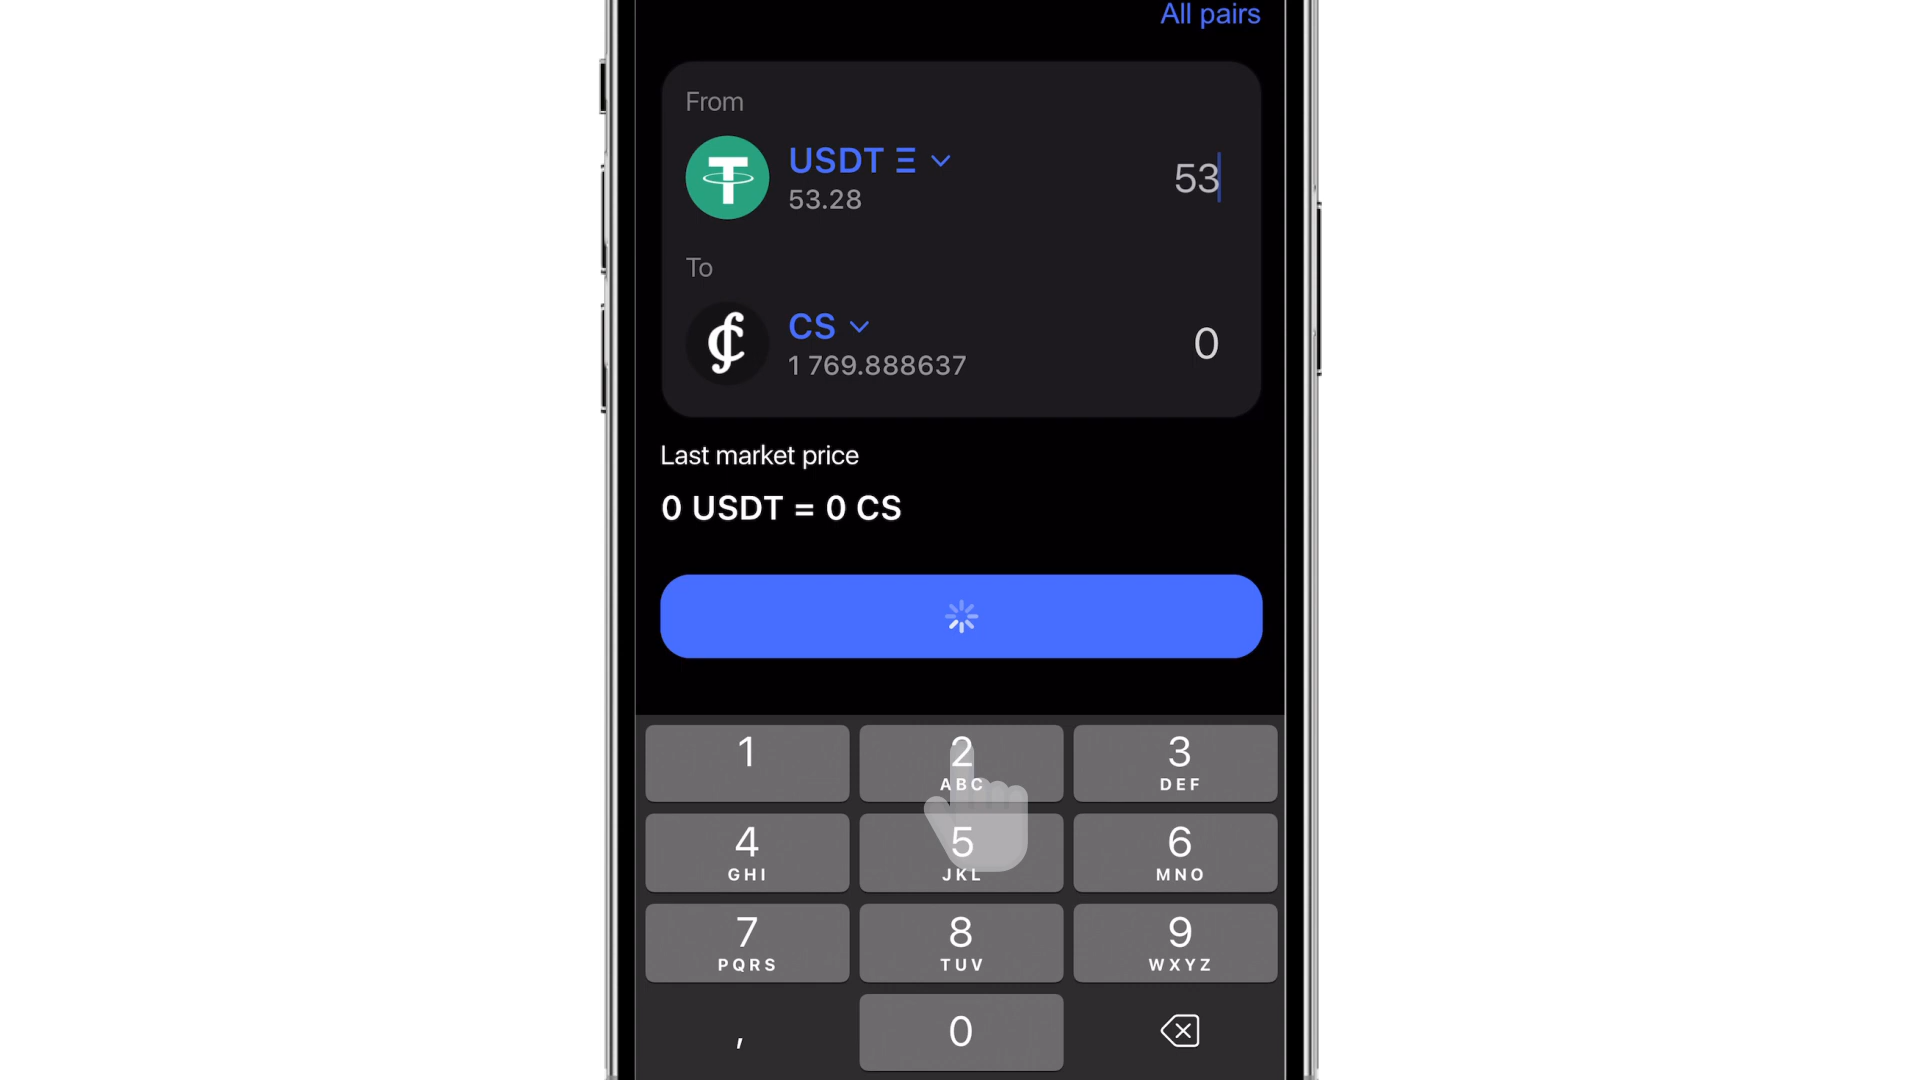 All pairs
From
USDT Ξ
53
53.28
To
CS
0
1 769.888637
Last market price
0 USDT = 0 CS
1
2
ABC
3
DEF
4
GHI
5
JKL
6
MNO
7
PQRS
8
TUV
9
WXYZ
,
0